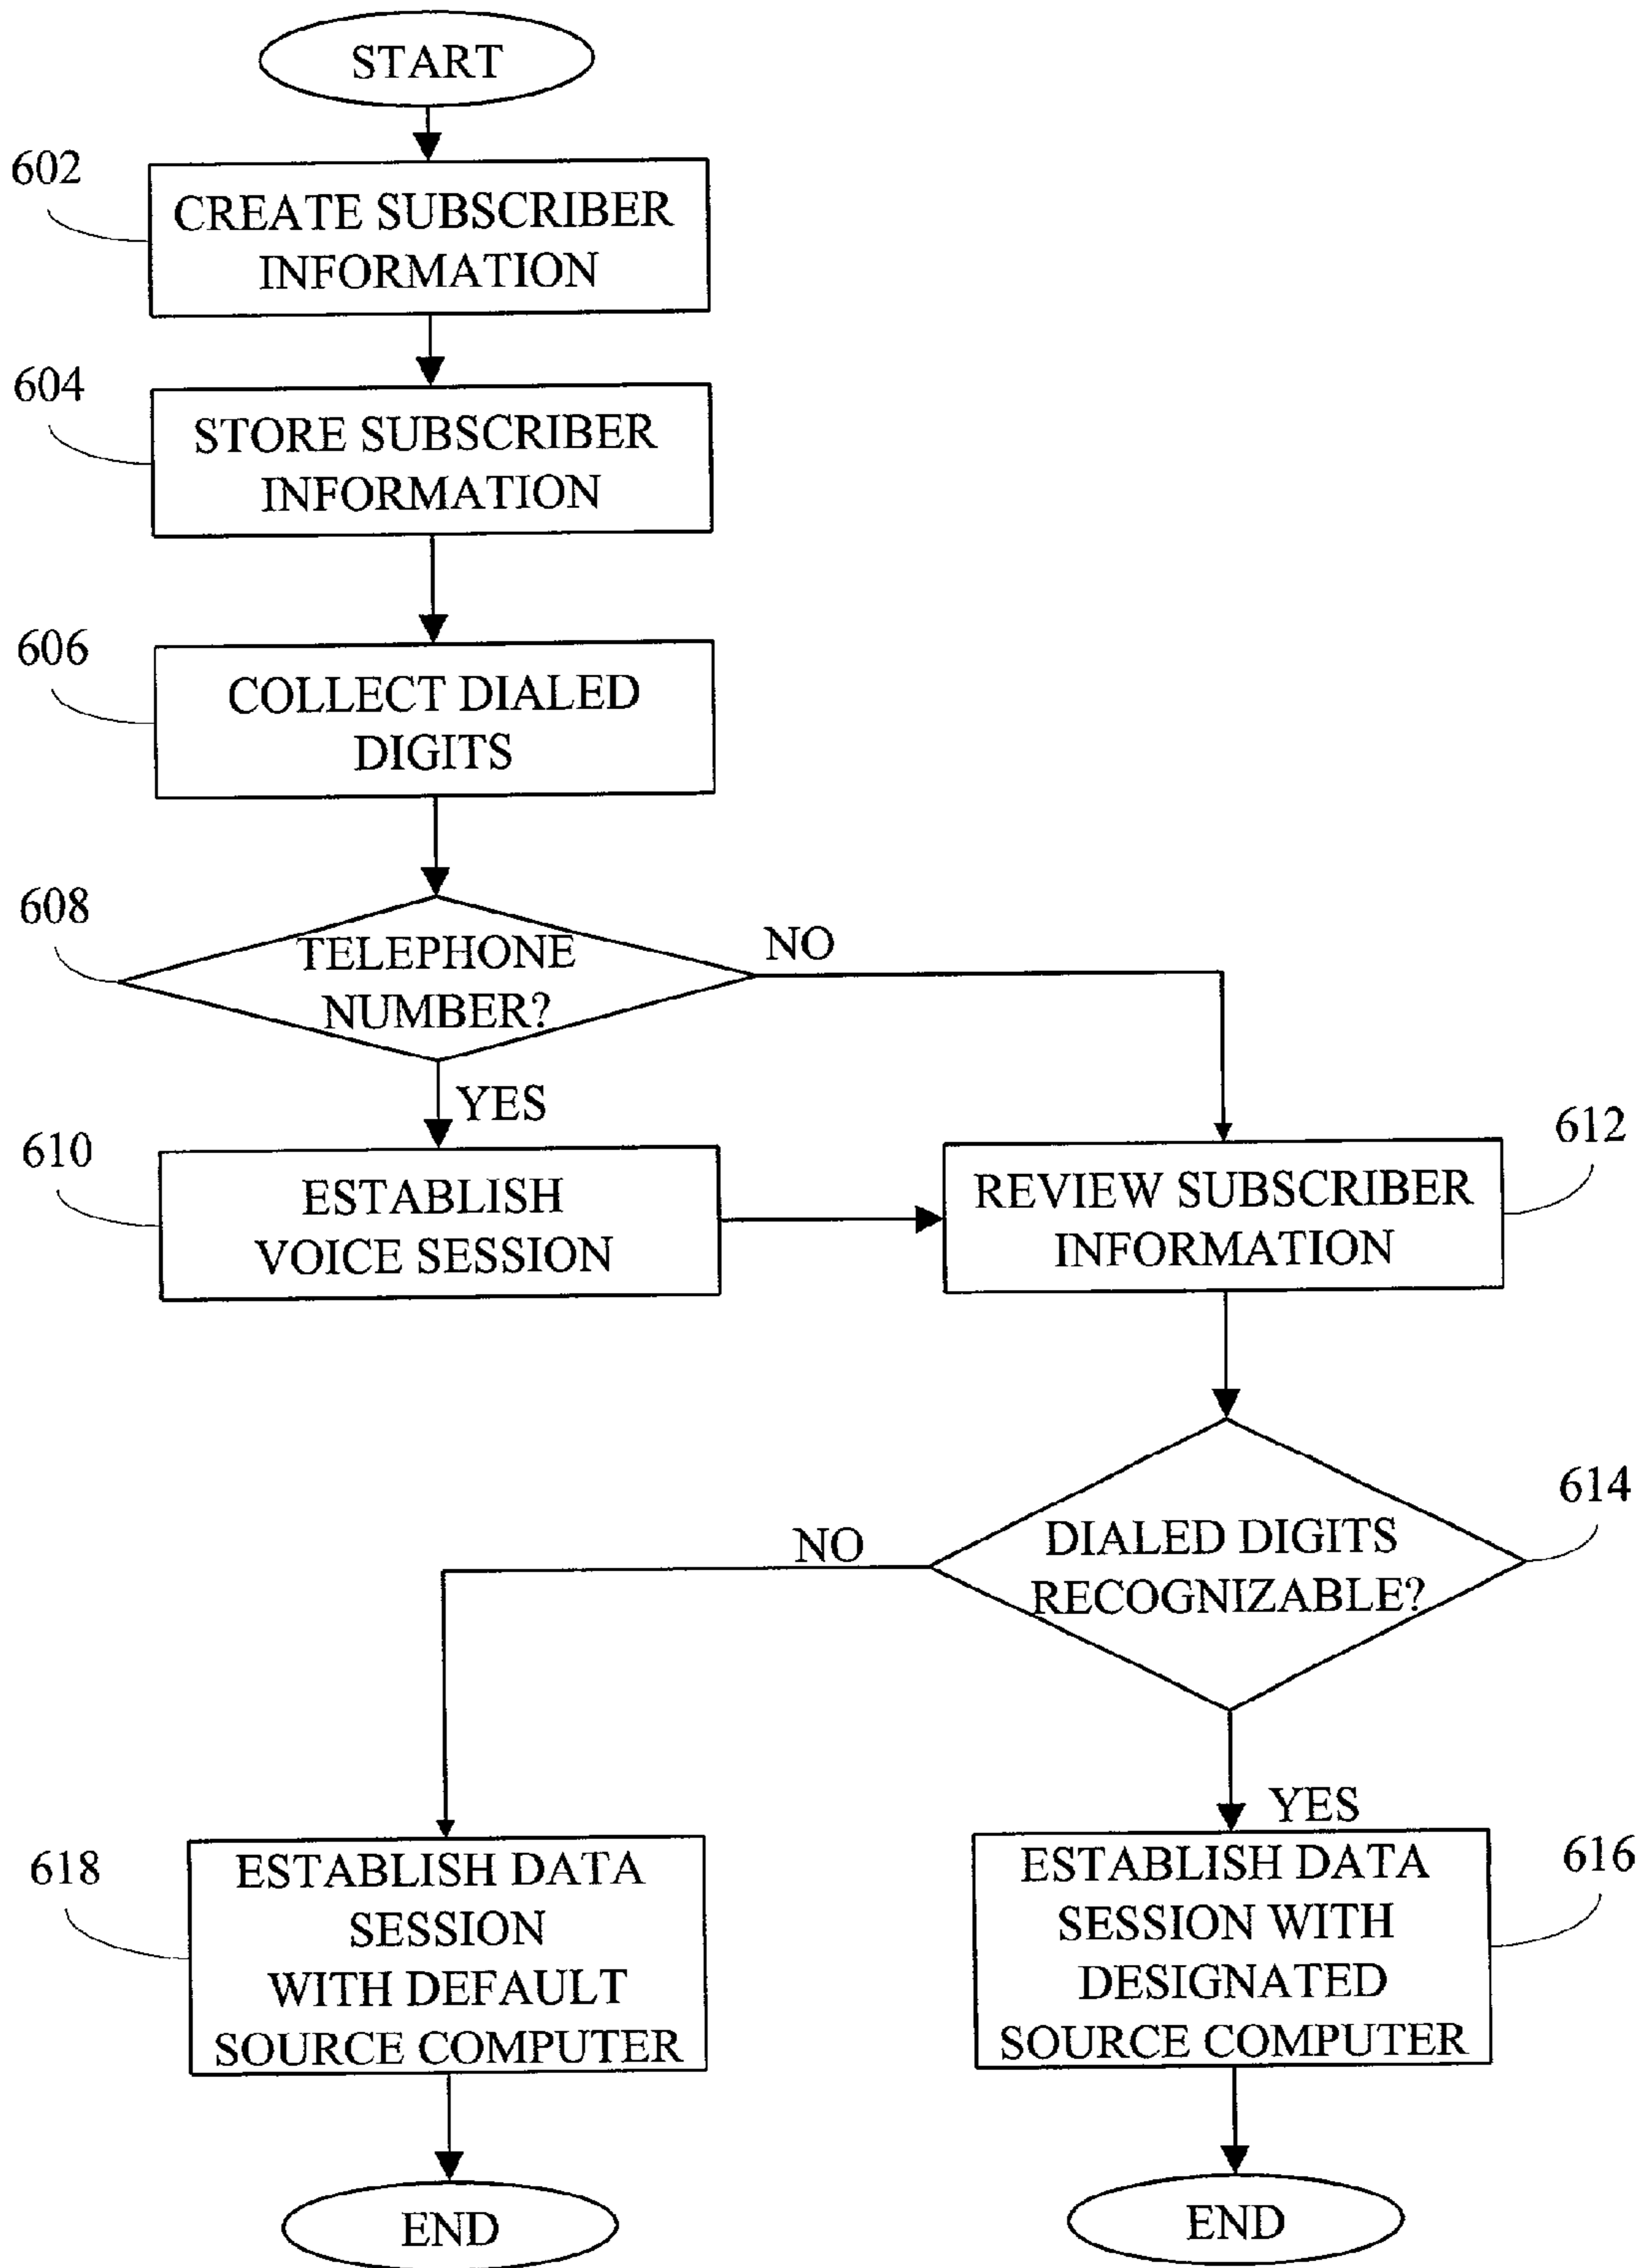 START
602
CREATE SUBSCRIBER
INFORMATION
604
STORE SUBSCRIBER
INFORMATION
606
COLLECT DIALED
DIGITS
608
TELEPHONE
NUMBER?
NO
YES
610
ESTABLISH
VOICE SESSION
612
REVIEW SUBSCRIBER
INFORMATION
614
DIALED DIGITS
RECOGNIZABLE?
NO
YES
618
ESTABLISH DATA
SESSION
WITH DEFAULT
SOURCE COMPUTER
616
ESTABLISH DATA
SESSION WITH
DESIGNATED
SOURCE COMPUTER
END
END